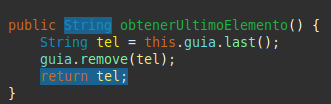 public String obtenerUltimoElemento() {
String tel = this.guia.last();
guia.remove(tel);
return tel;
}